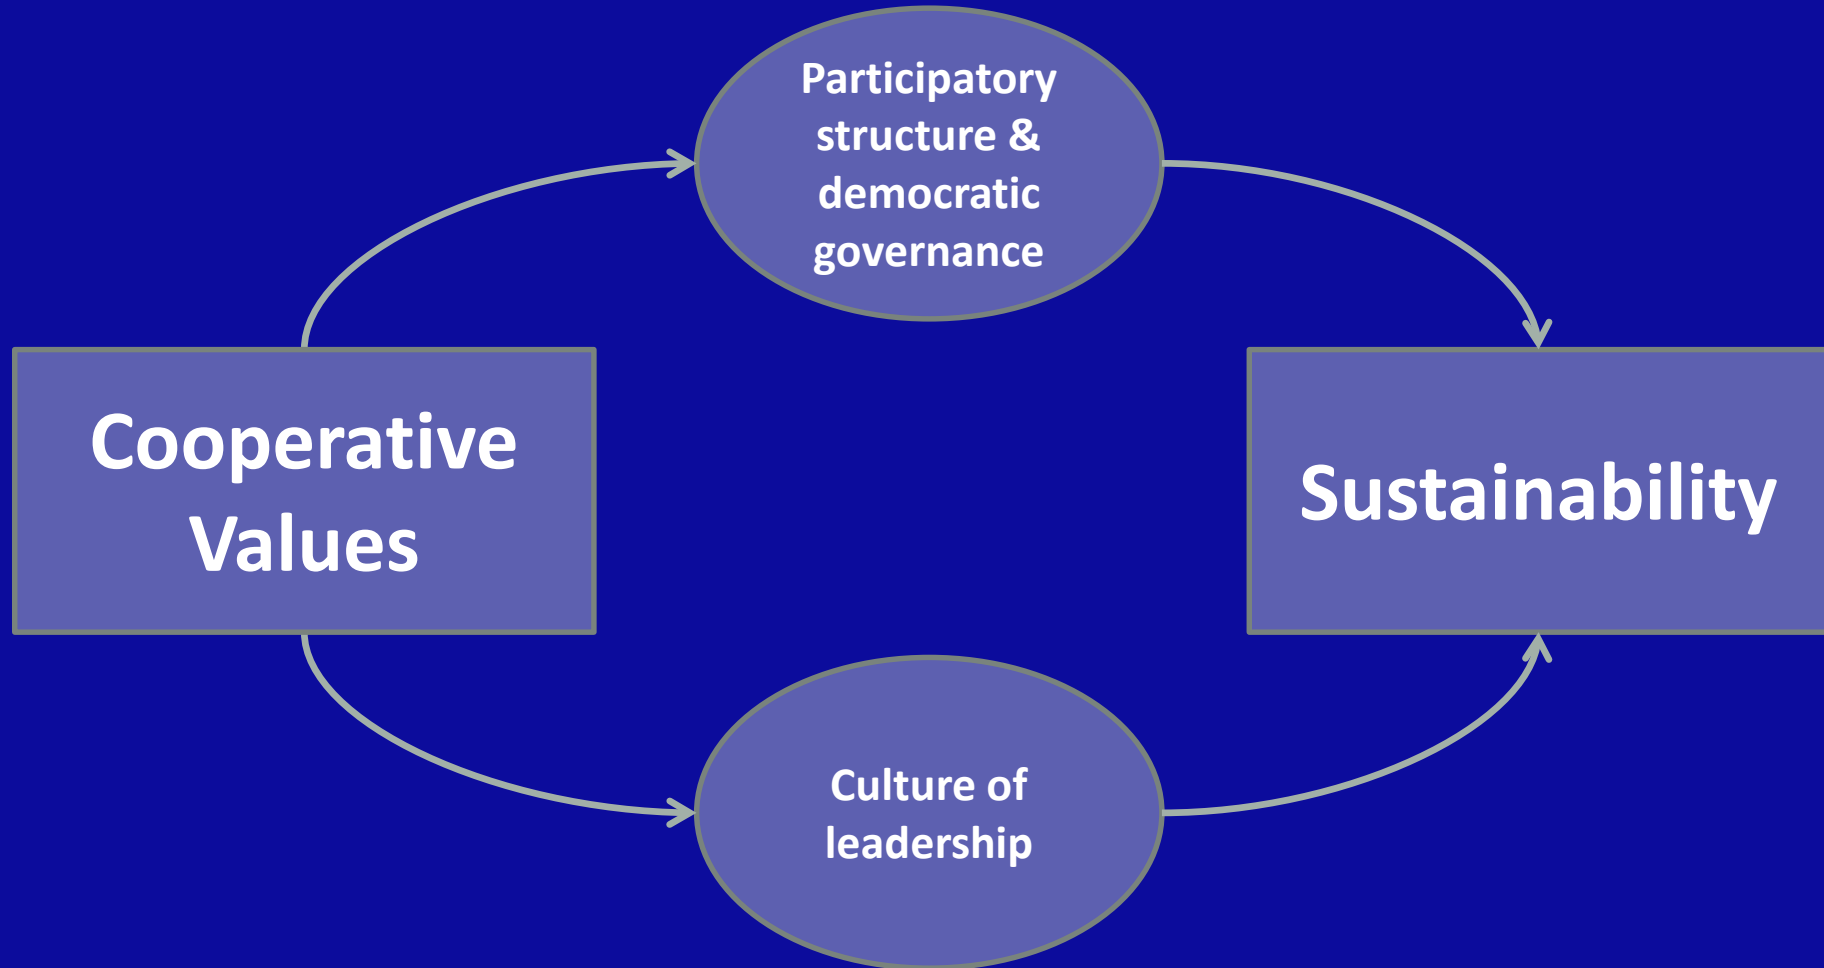 Participatory
structure &
democratic
governance
Cooperative
Values
Sustainability
Culture of
leadership